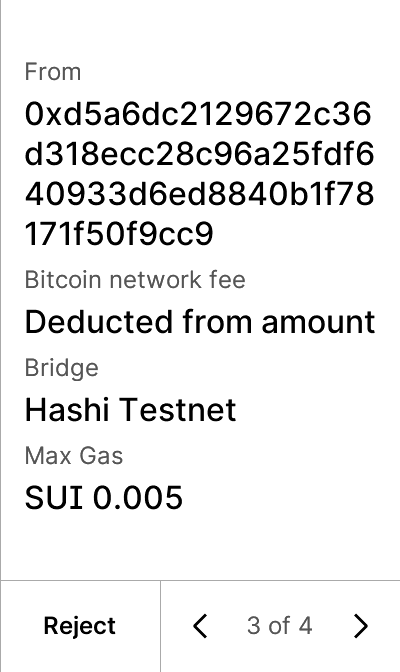 From
0xd5a6dc2129672c36
d318ecc28c96a25fdf6
40933d6ed8840b1f78
171f50f9cc9
Bitcoin network fee
Deducted from amount
Bridge
Hashi Testnet
Max Gas
SUI 0.005
Reject
3 of 4